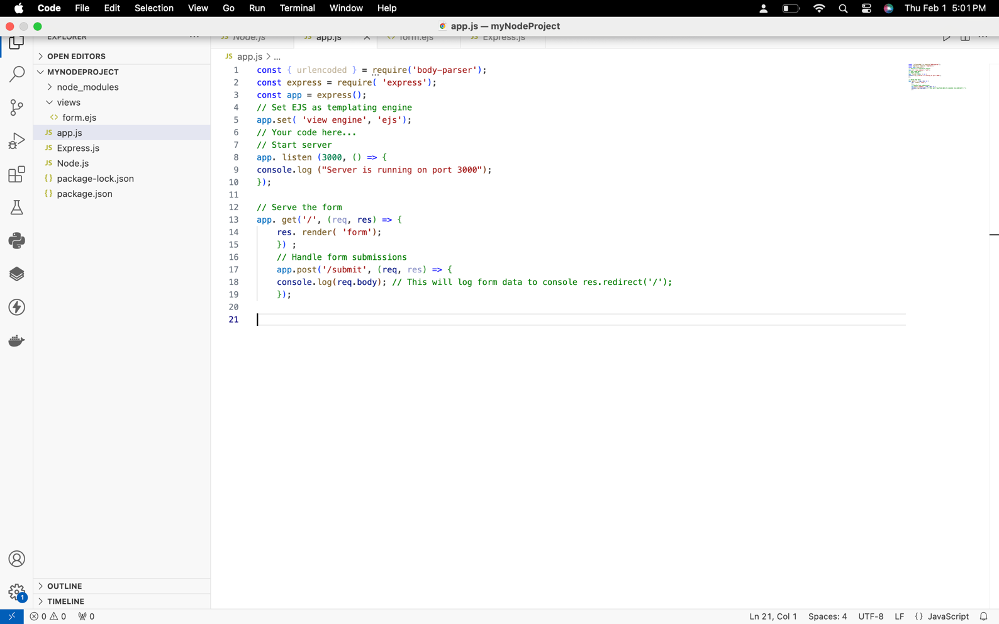 Code File Edit Selection View Go Run Terminal Window Help Thu Feb 1 5:01 PM
app.js — myNodeProject
EXPLORER ...
Node.js app.js form.ejs Express.js
OPEN EDITORS
MYNODEPROJECT
node_modules
views
form.ejs
JS app.js
JS Express.js
JS Node.js
{} package-lock.json
{} package.json
OUTLINE
TIMELINE
1
JS app.js > ...
1 const { urlencoded } = require('body-parser');
2 const express = require( 'express');
3 const app = express();
4 // Set EJS as templating engine
5 app.set( 'view engine', 'ejs');
6 // Your code here...
7 // Start server
8 app. listen (3000, () => {
9 console.log ("Server is running on port 3000");
10 });
11
12 // Serve the form
13 app. get('/', (req, res) => {
14 res. render( 'form');
15 }) ;
16 // Handle form submissions
17 app.post('/submit', (req, res) => {
18 console.log(req.body); // This will log form data to console res.redirect('/');
19 });
20
21
0 0 0 Ln 21, Col 1 Spaces: 4 UTF-8 LF {} JavaScript